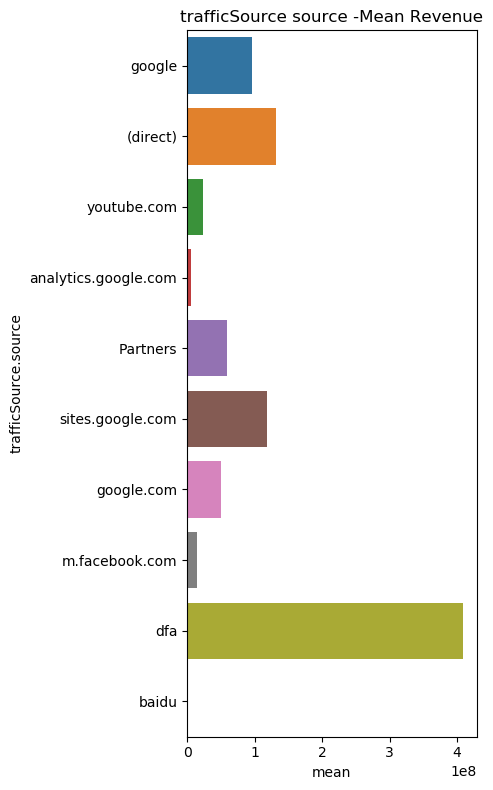 trafficSource source -Mean Revenue
trafficSource.source
google
(direct)
youtube.com
analytics.google.com
Partners
sites.google.com
google.com
m.facebook.com
dfa
baidu
0 1 2 3 4
1e8
mean